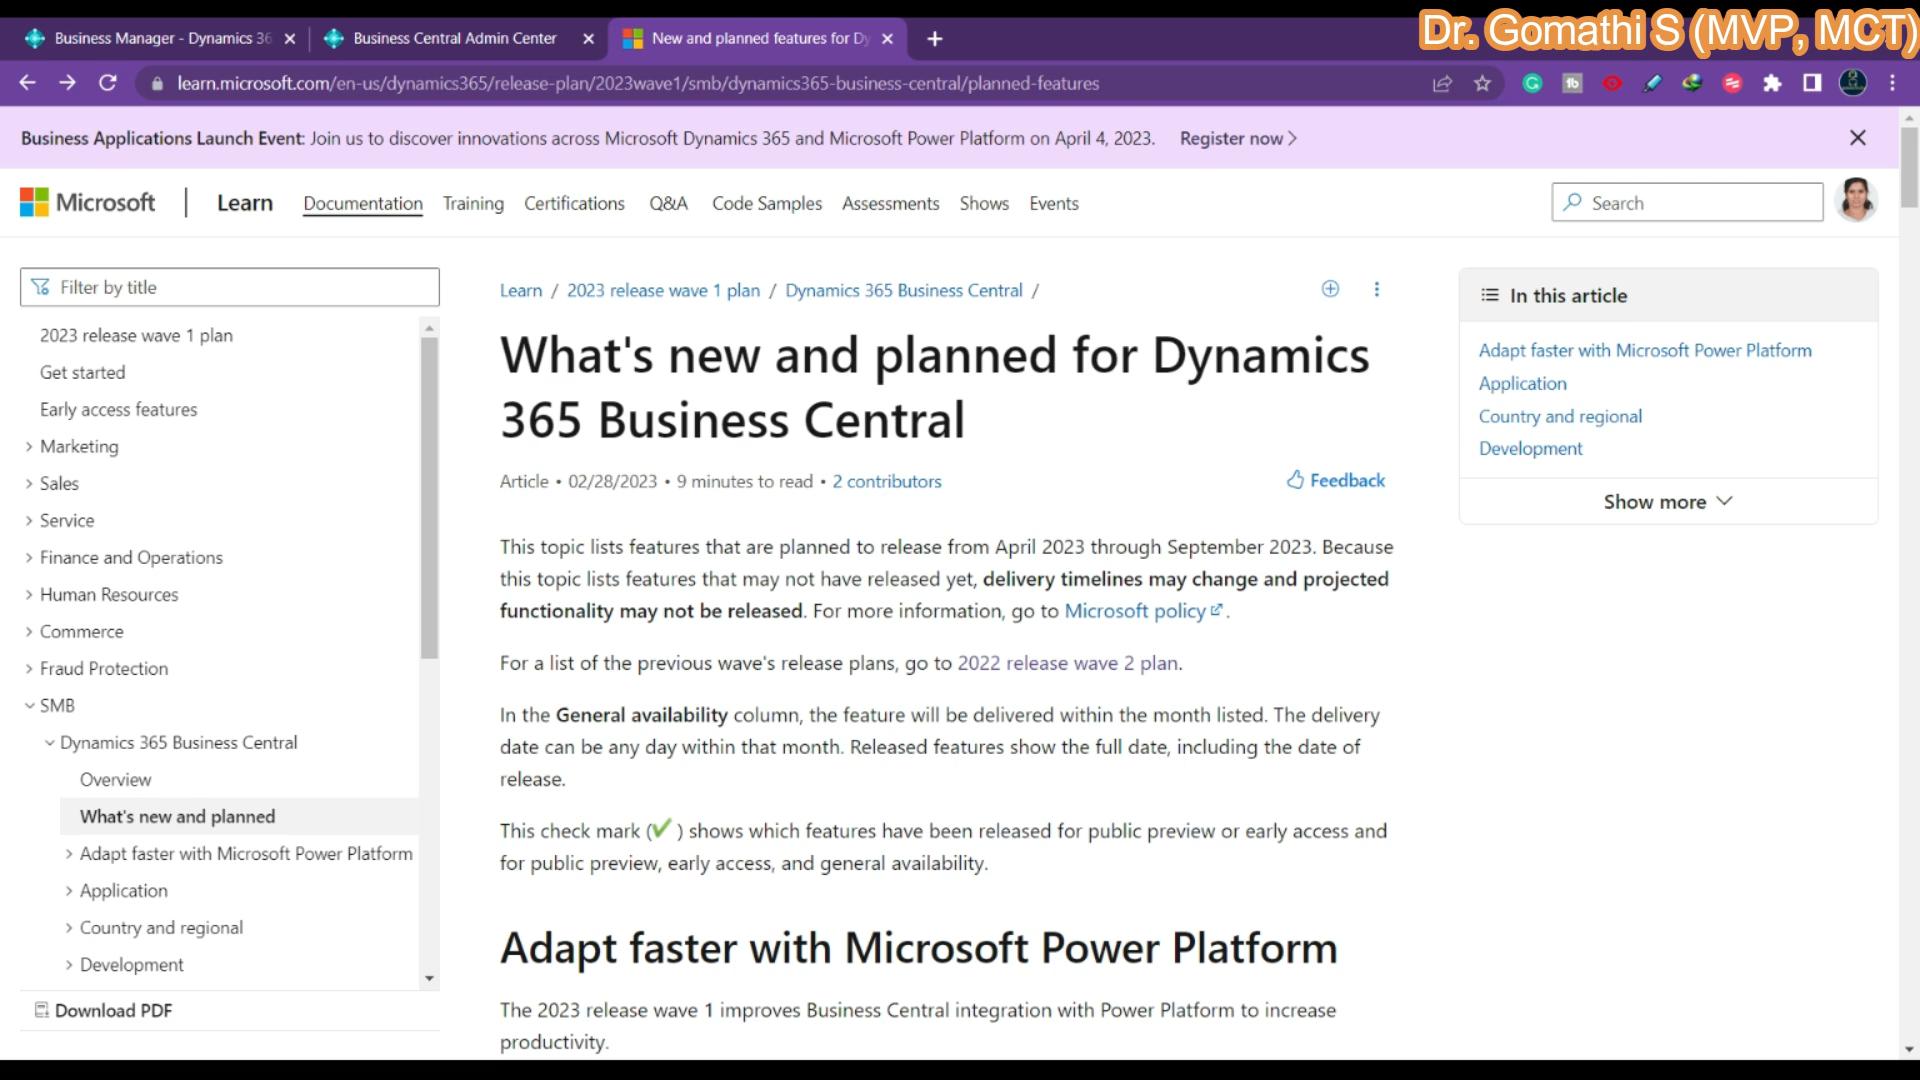 Dr. Gomathi S (MVP, MCT)
Business Manager - Dynamics 36
Business Central Admin Center
New and planned features for Dy
learn.microsoft.com/en-us/dynamics365/release-plan/2023wave1/smb/dynamics365-business-central/planned-features
Business Applications Launch Event: Join us to discover innovations across Microsoft Dynamics 365 and Microsoft Power Platform on April 4, 2023. Register now
Microsoft
Learn
Documentation
Training
Certifications
Q&A
Code Samples
Assessments
Shows
Events
Search
Filter by title
2023 release wave 1 plan
Get started
Early access features
Marketing
Sales
Service
Finance and Operations
Human Resources
Commerce
Fraud Protection
SMB
Dynamics 365 Business Central
Overview
What's new and planned
Adapt faster with Microsoft Power Platform
Application
Country and regional
Development
Download PDF
Learn / 2023 release wave 1 plan / Dynamics 365 Business Central /
What's new and planned for Dynamics
365 Business Central
Article • 02/28/2023 • 9 minutes to read • 2 contributors
Feedback
This topic lists features that are planned to release from April 2023 through September 2023. Because
this topic lists features that may not have released yet, delivery timelines may change and projected
functionality may not be released. For more information, go to Microsoft policy.
For a list of the previous wave's release plans, go to 2022 release wave 2 plan.
In the General availability column, the feature will be delivered within the month listed. The delivery
date can be any day within that month. Released features show the full date, including the date of
release.
This check mark (✔) shows which features have been released for public preview or early access and
for public preview, early access, and general availability.
Adapt faster with Microsoft Power Platform
The 2023 release wave 1 improves Business Central integration with Power Platform to increase
productivity.
In this article
Adapt faster with Microsoft Power Platform
Application
Country and regional
Development
Show more